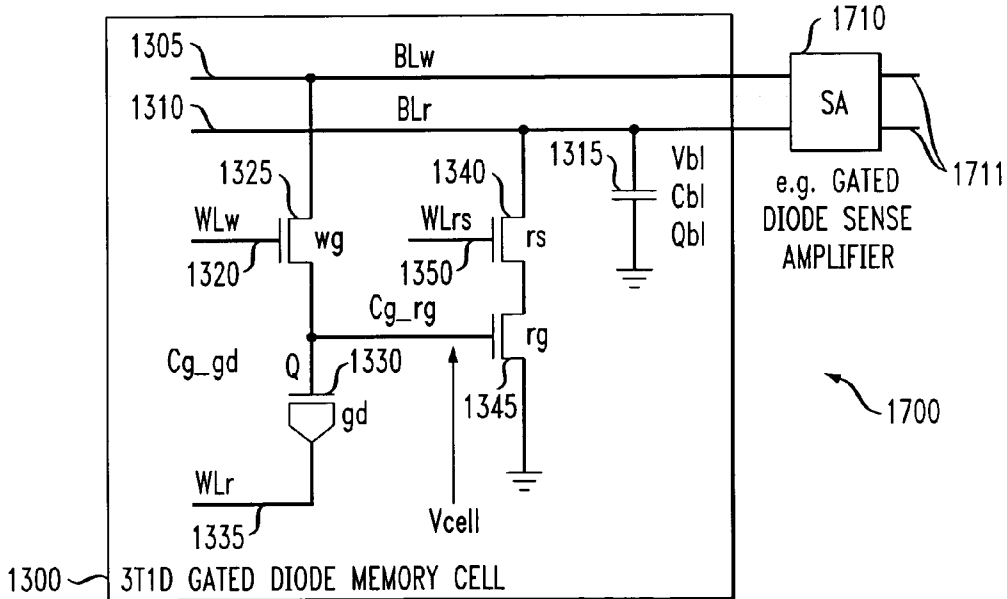 1305
BLw
1710
SA
1310
BLr
1711
1325
1340
1315
Vbl
Cbl
Qbl
e.g. GATED
DIODE SENSE
AMPLIFIER
WLw
wg
WLrs
rs
1320
1350
Cg_rg
rg
Cg_gd
Q
1330
gd
1345
1700
WLr
1335
Vcell
1300
3T1D GATED DIODE MEMORY CELL